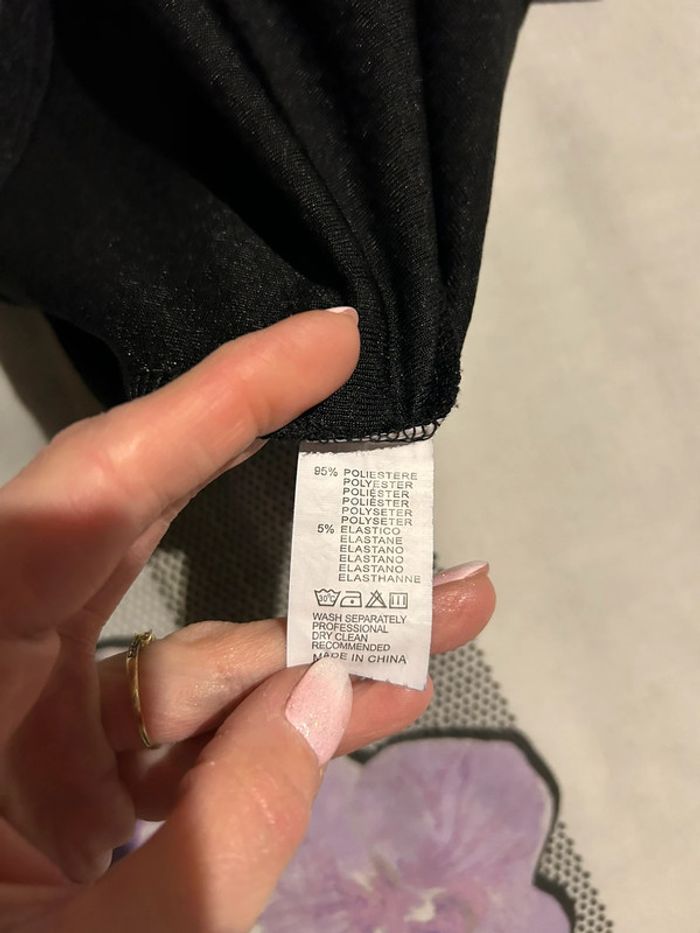 95% POLIESTERE
POLYESTER
POLIÉSTER
POLIÉSTER
POLYSETER
POLYSETER
5% ELASTICO
ELASTANE
ELASTANO
ELASTANO
ELASTANO
ELASTHANNE
30°C
WASH SEPARATELY
PROFESSIONAL
DRY CLEAN
RECOMMENDED
MADE IN CHINA